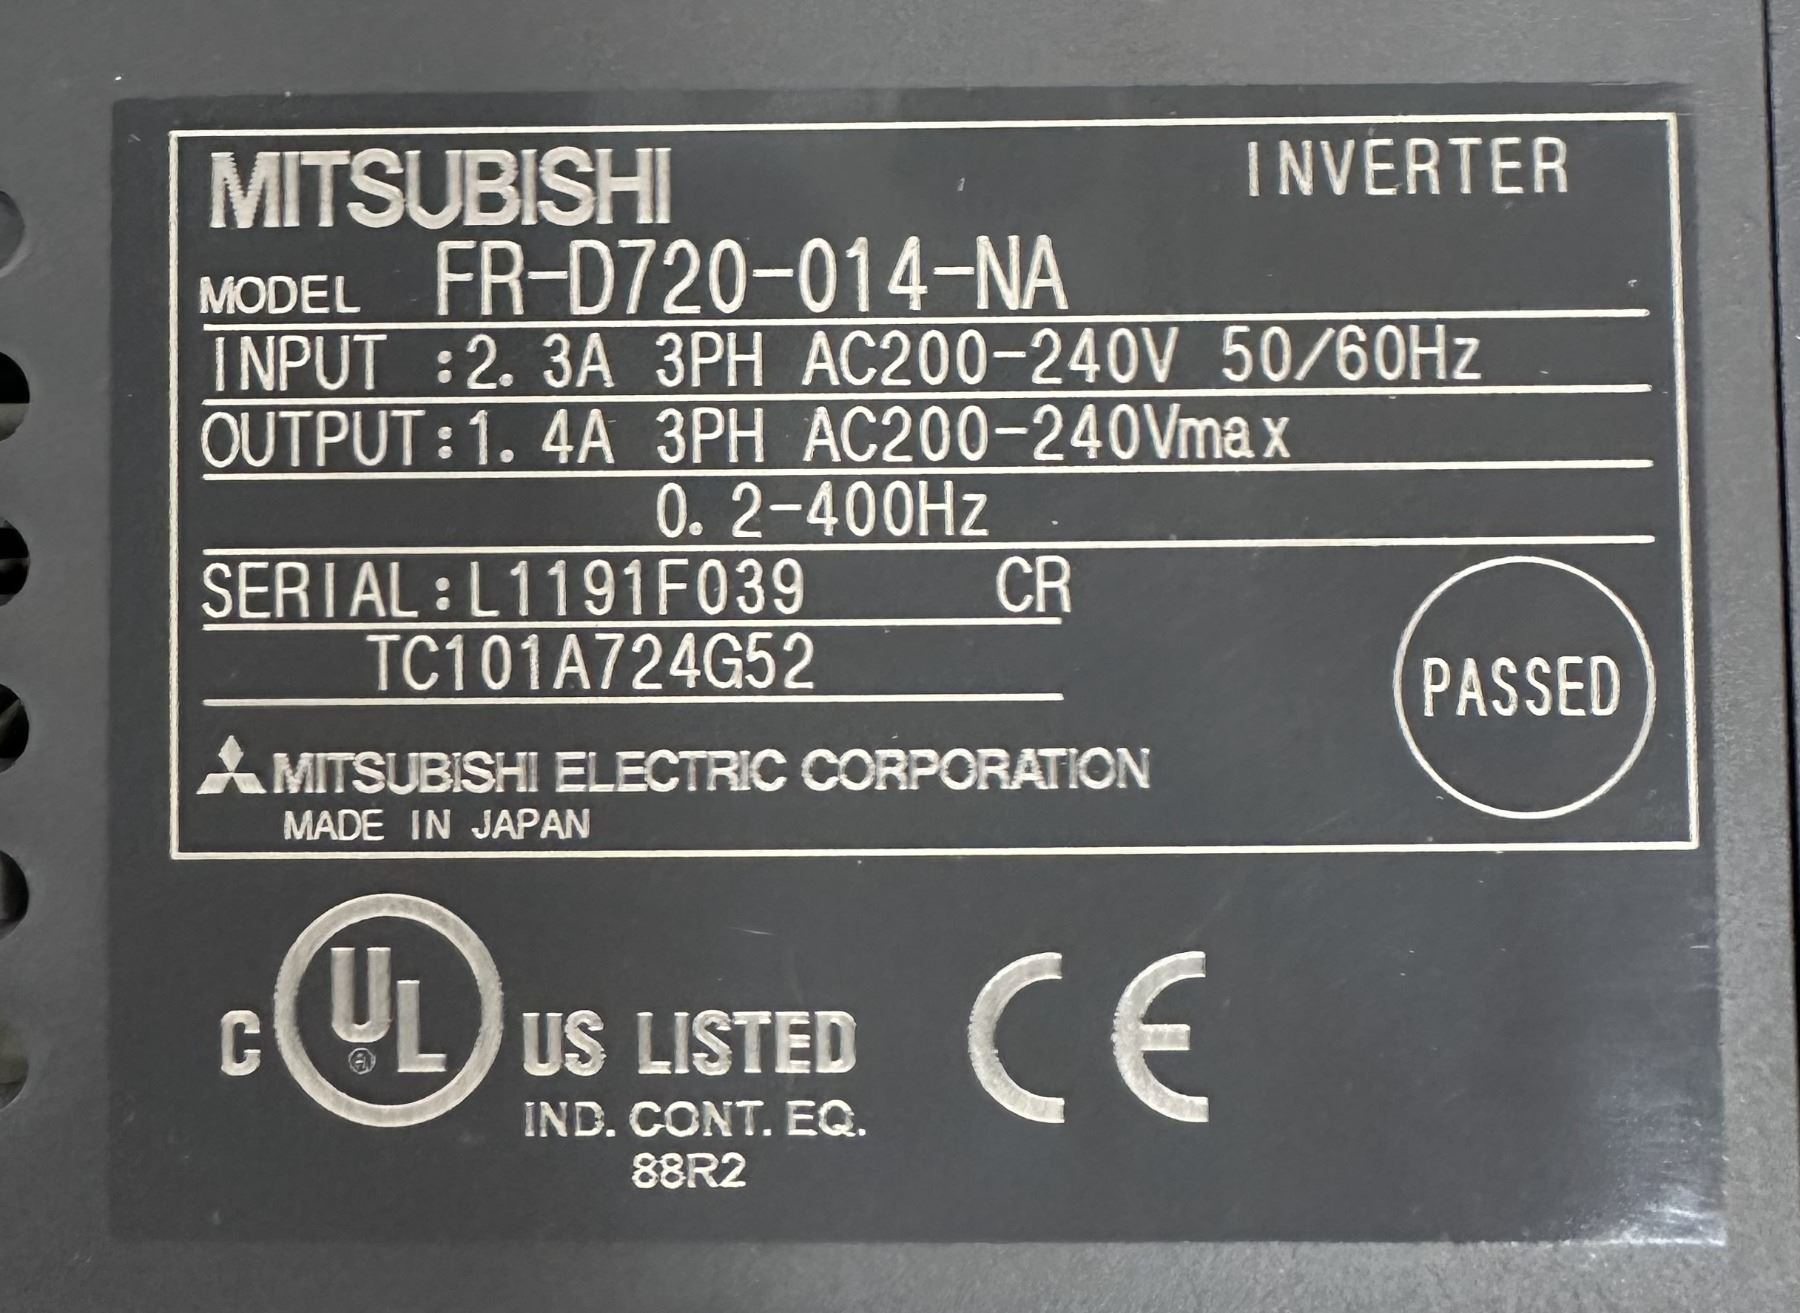 MITSUBISHI INVERTER
MODEL FR-D720-014-NA
INPUT :2.3A 3PH AC200-240V 50/60Hz
OUTPUT:1.4A 3PH AC200-240Vmax
0.2-400Hz
SERIAL:L1191F039 CR
TC101A724G52
PASSED
MITSUBISHI ELECTRIC CORPORATION
MADE IN JAPAN
C UL US LISTED CE
IND. CONT. EQ.
88R2